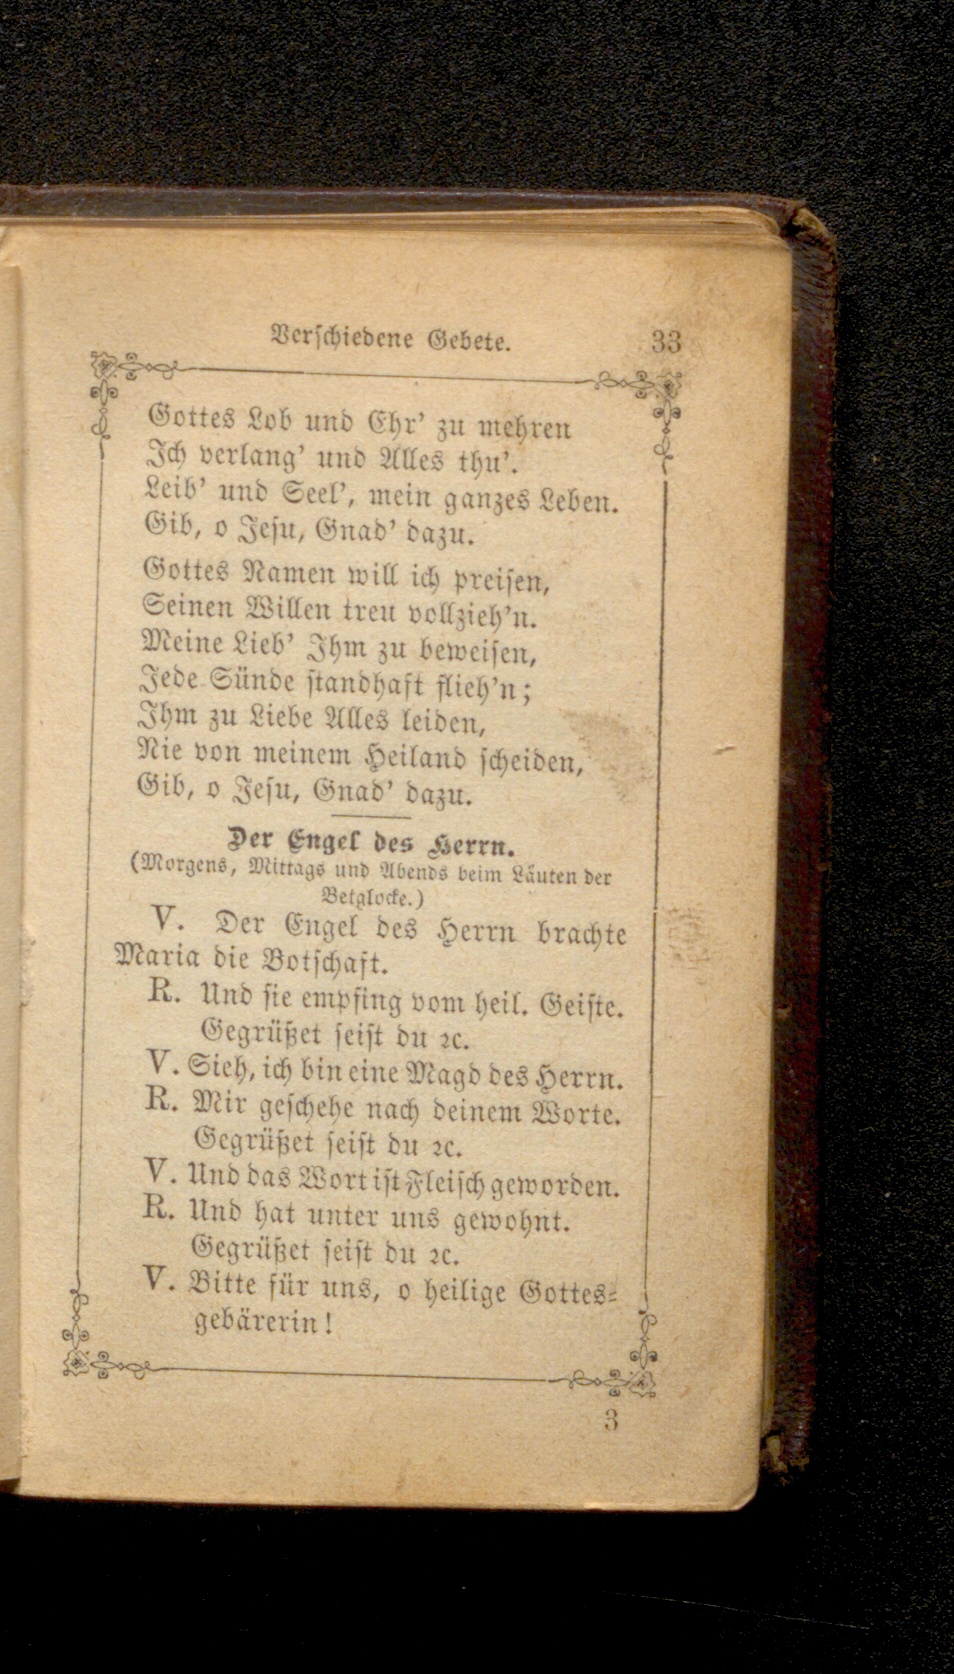 Verschiedene Gebete. 33
Gottes Lob und Ehr' zu mehren
Ich verlang' und Alles thu'.
Leib' und Seel', mein ganzes Leben.
Gib, o Jesu, Gnad' dazu.
Gottes Namen will ich preisen,
Seinen Willen treu vollzieh'n.
Meine Lieb' Ihm zu beweisen,
Jede Sünde standhaft flieh'n;
Ihm zu Liebe Alles leiden,
Nie von meinem Heiland scheiden,
Gib, o Jesu, Gnad' dazu.
Der Engel des Herrn.
(Morgens, Mittags und Abends beim Läuten der
Betglocke.)
V. Der Engel des Herrn brachte
Maria die Botschaft.
R. Und sie empfing vom heil. Geiste.
Gegrüßet seist du ꝛc.
V. Sieh, ich bin eine Magd des Herrn.
R. Mir geschehe nach deinem Worte.
Gegrüßet seist du ꝛc.
V. Und das Wort ist Fleisch geworden.
R. Und hat unter uns gewohnt.
Gegrüßet seist du ꝛc.
V. Bitte für uns, o heilige Gottes-
gebärerin!
3